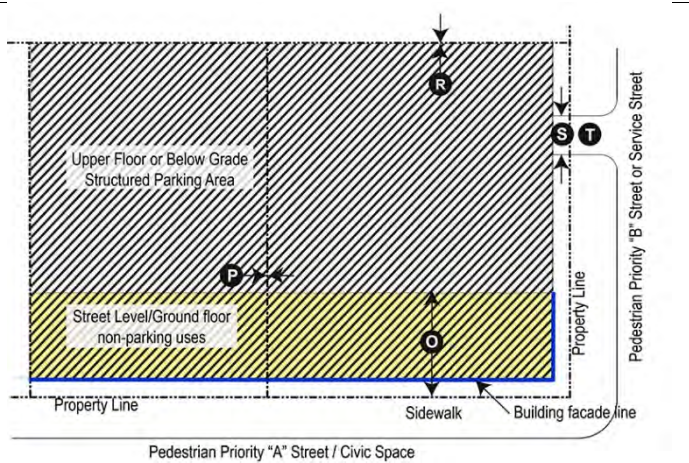 R
S T
Upper Floor or Below Grade
Structured Parking Area
Pedestrian Priority “B” Street or Service Street
P
Property Line
Street Level/Ground floor
non-parking uses
O
Property Line
Sidewalk
Building facade line
Pedestrian Priority “A” Street / Civic Space